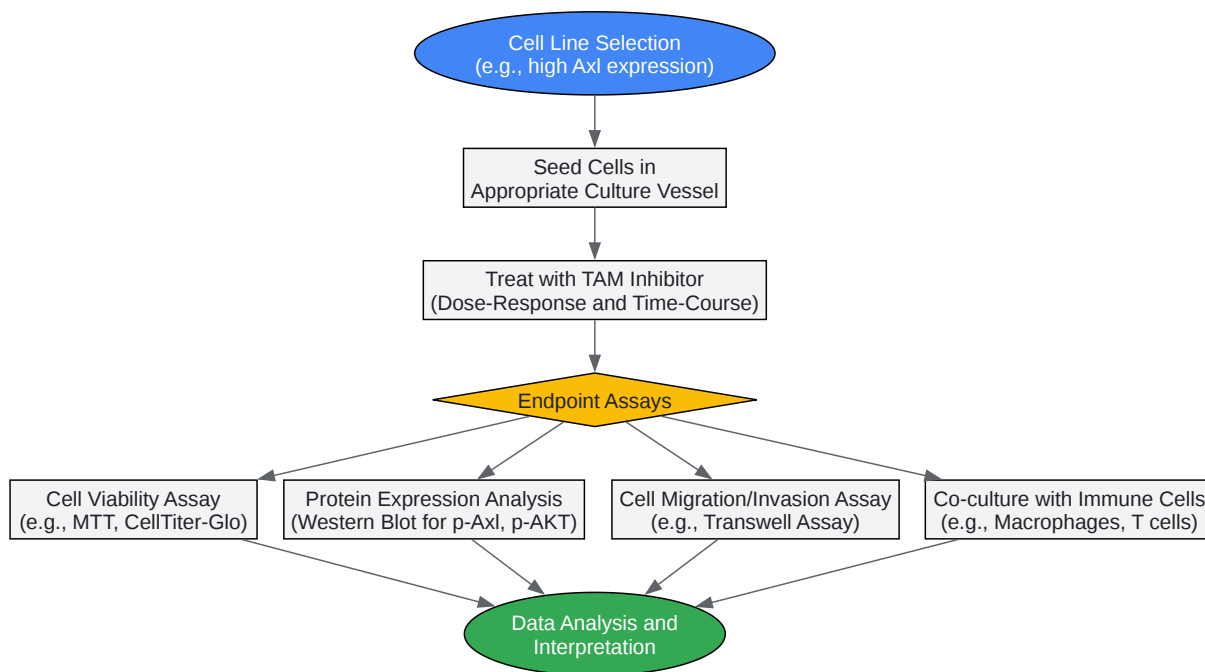 Cell Line Selection
(e.g., high Axl expression)
Seed Cells in
Appropriate Culture Vessel
Treat with TAM Inhibitor
(Dose-Response and Time-Course)
Endpoint Assays
Cell Viability Assay
(e.g., MTT, CellTiter-Glo)
Protein Expression Analysis
(Western Blot for p-Axl, p-AKT)
Cell Migration/Invasion Assay
(e.g., Transwell Assay)
Co-culture with Immune Cells
(e.g., Macrophages, T cells)
Data Analysis and
Interpretation